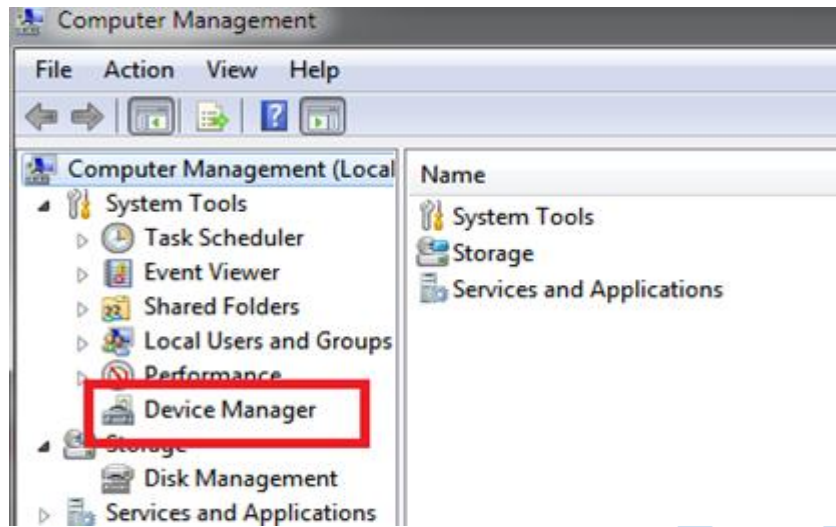 Computer Management
File Action View Help
Computer Management (Local
System Tools
Task Scheduler
Event Viewer
Shared Folders
Local Users and Groups
Performance
Device Manager
Storage
Disk Management
Services and Applications
Name
System Tools
Storage
Services and Applications